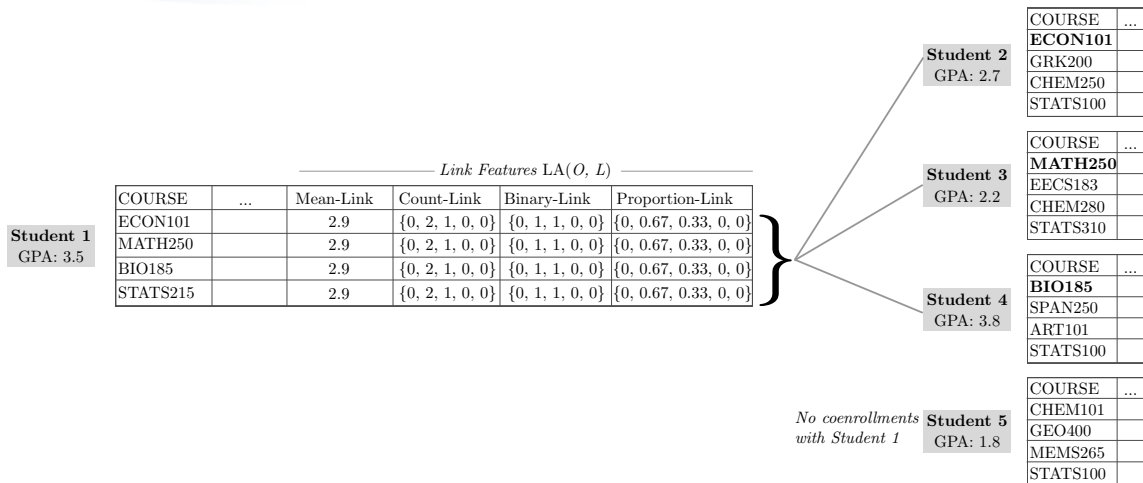 Student 1
GPA: 3.5
Link Features LA(O, L)
COURSE ... Mean-Link Count-Link Binary-Link Proportion-Link
ECON101 2.9 {0, 2, 1, 0, 0} {0, 1, 1, 0, 0} {0, 0.67, 0.33, 0, 0}
MATH250 2.9 {0, 2, 1, 0, 0} {0, 1, 1, 0, 0} {0, 0.67, 0.33, 0, 0}
BIO185 2.9 {0, 2, 1, 0, 0} {0, 1, 1, 0, 0} {0, 0.67, 0.33, 0, 0}
STATS215 2.9 {0, 2, 1, 0, 0} {0, 1, 1, 0, 0} {0, 0.67, 0.33, 0, 0}
Student 2
GPA: 2.7
COURSE ...
ECON101
GRK200
CHEM250
STATS100
Student 3
GPA: 2.2
COURSE ...
MATH250
EECS183
CHEM280
STATS310
Student 4
GPA: 3.8
COURSE ...
BIO185
SPAN250
ART101
STATS100
No coenrollments
with Student 1
Student 5
GPA: 1.8
COURSE ...
CHEM101
GEO400
MEMS265
STATS100